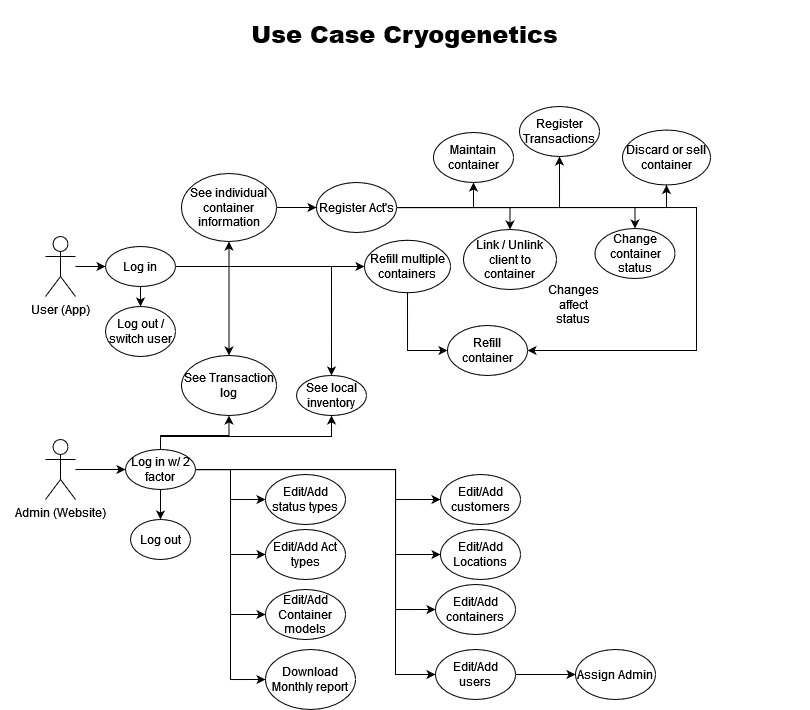 Use Case Cryogenetics
Register
Transactions
Maintain
container
Discard or sell
container
See individual
container
information
Register Act's
Link / Unlink
client to
container
Change
container
status
Log in
Refill multiple
containers
User (App)
Changes
affect
status
Log out /
switch user
Refill
container
See Transaction
log
See local
inventory
Log in w/ 2
factor
Admin (Website)
Log out
Edit/Add
status types
Edit/Add
customers
Edit/Add Act
types
Edit/Add
Locations
Edit/Add
Container
models
Edit/Add
containers
Download
Monthly report
Edit/Add
users
Assign Admin